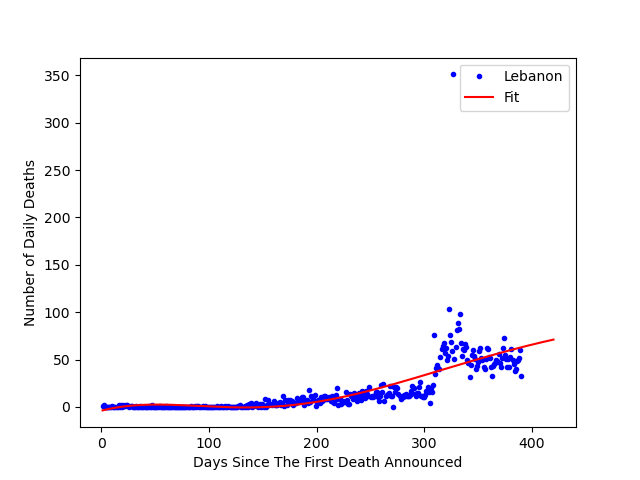 350
300
250
200
150
100
50
0
Number of Daily Deaths
Lebanon
Fit
0 100 200 300 400
Days Since The First Death Announced